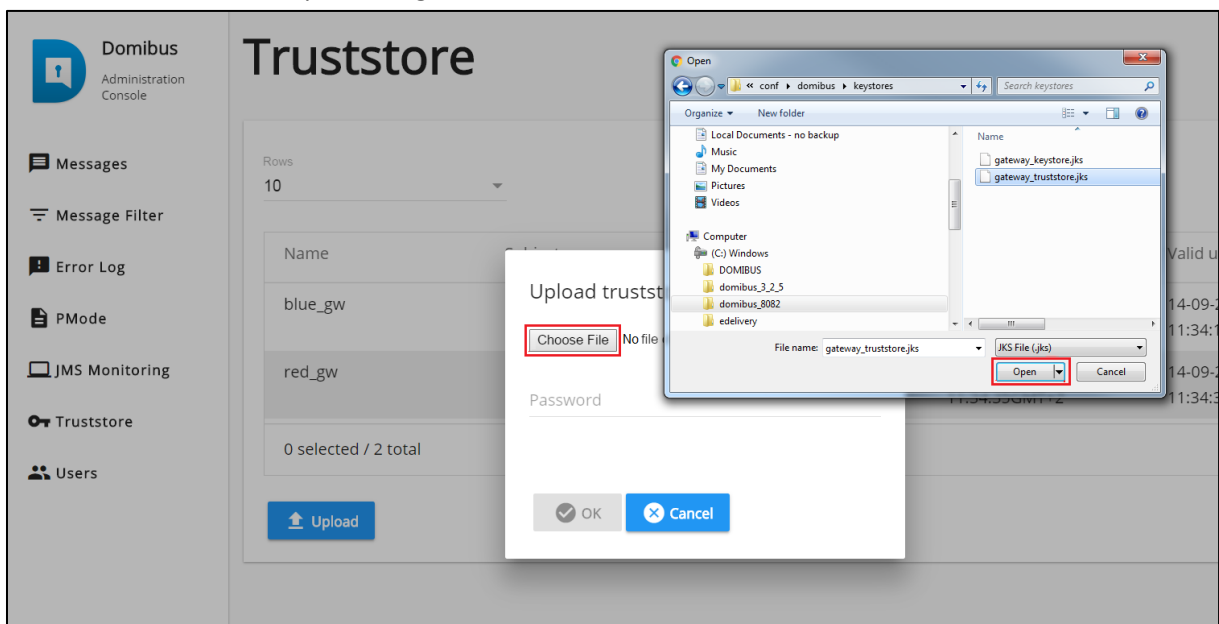 Domibus
Administration
Console
Messages
Message Filter
Error Log
PMode
JMS Monitoring
Truststore
Users
Truststore
Rows
10
Name
Valid u
blue_gw
14-09-2
11:34:1
red_gw
14-09-2
11:34:3
0 selected / 2 total
Upload
Upload trustst
Choose File No file
Password
OK
Cancel
Open
« conf domibus keystores
Search keystores
Organize New folder
Local Documents - no backup
Music
My Documents
Pictures
Videos
Computer
(C:) Windows
DOMIBUS
domibus_3_2_5
domibus_8082
edelivery
Name
gateway_keystore.jks
gateway_truststore.jks
File name: gateway_truststore.jks
JKS File (.jks)
Open Cancel